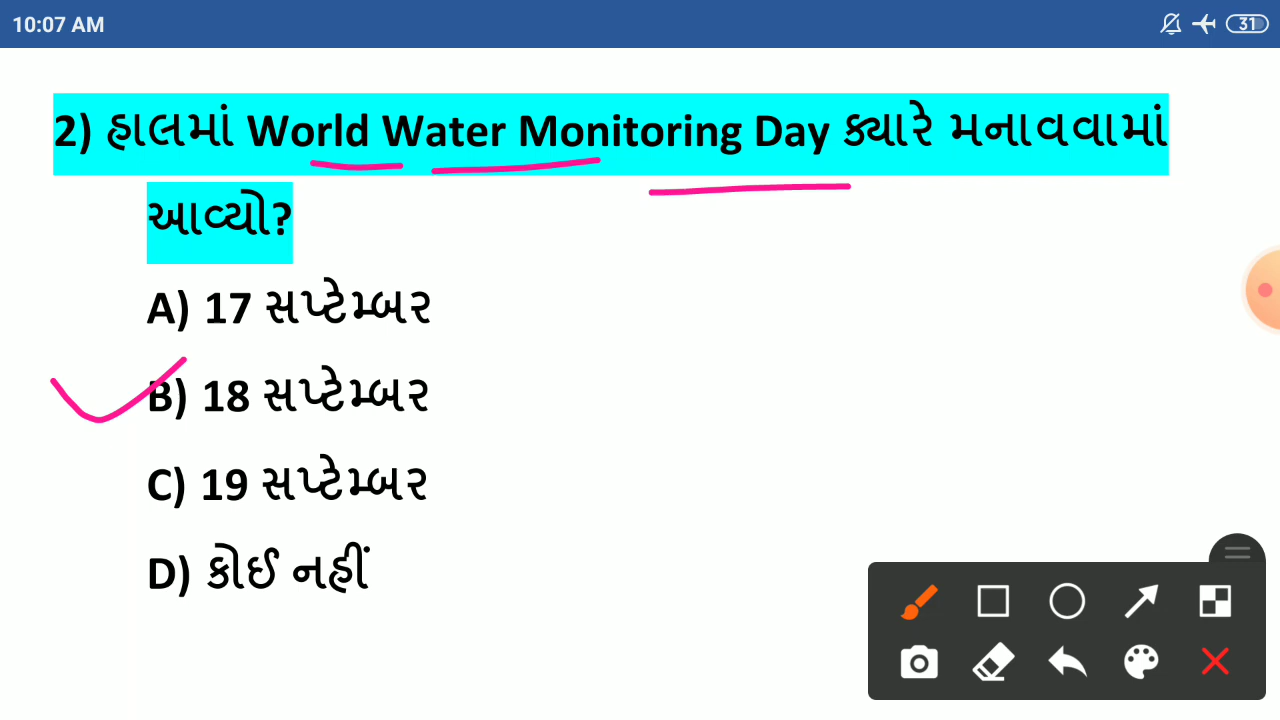 10:07 AM
31
2) હાલમાં World Water Monitoring Day ક્યારે મનાવવામાં
આવ્યો?
A) 17 સપ્ટેમ્બર
B) 18 સપ્ટેમ્બર
C) 19 સપ્ટેમ્બર
D) કોઈ નહીં